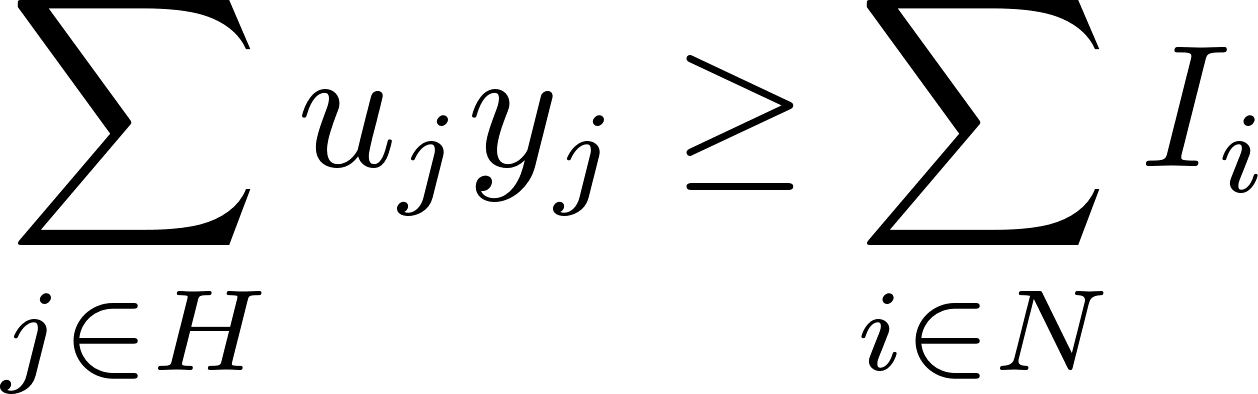 \sum_{j \in H} u_j y_j \geq \sum_{i \in N} I_i